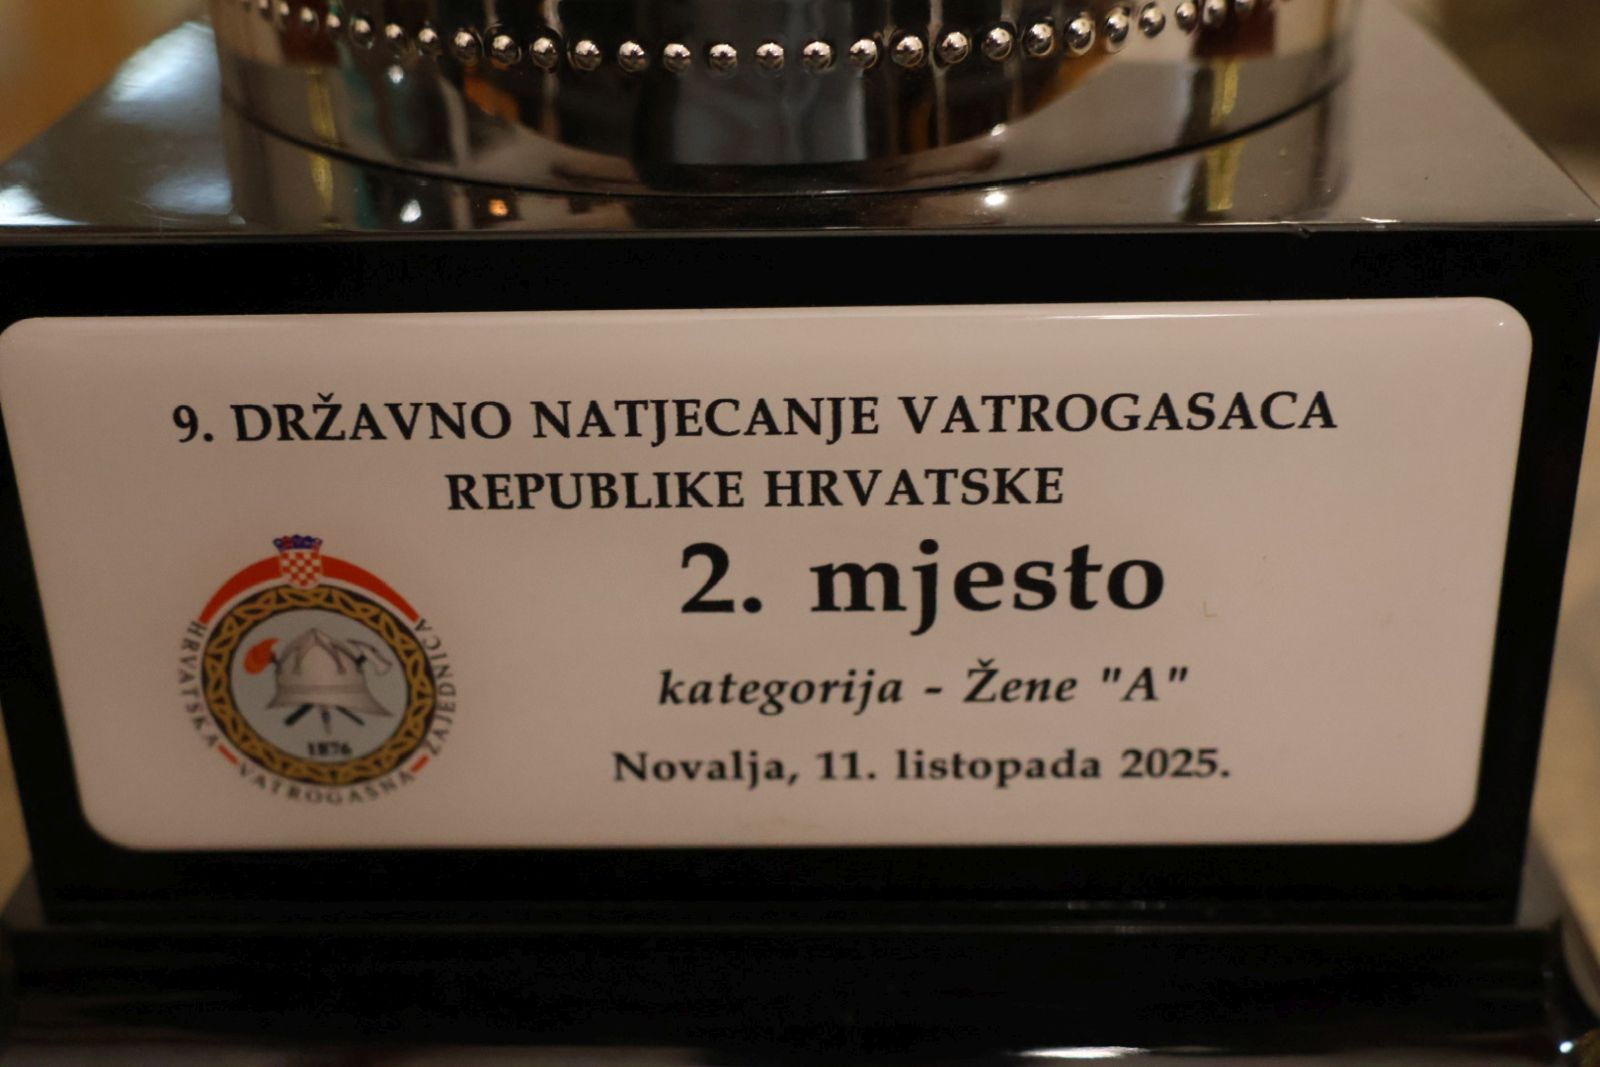 9. DRŽAVNO NATJECANJE VATROGASACA
REPUBLIKE HRVATSKE
2. mjesto
kategorija - Žene "A"
Novalja, 11. listopada 2025.
HRVATSKA VATROGASNA ZAJEDNICA
1876